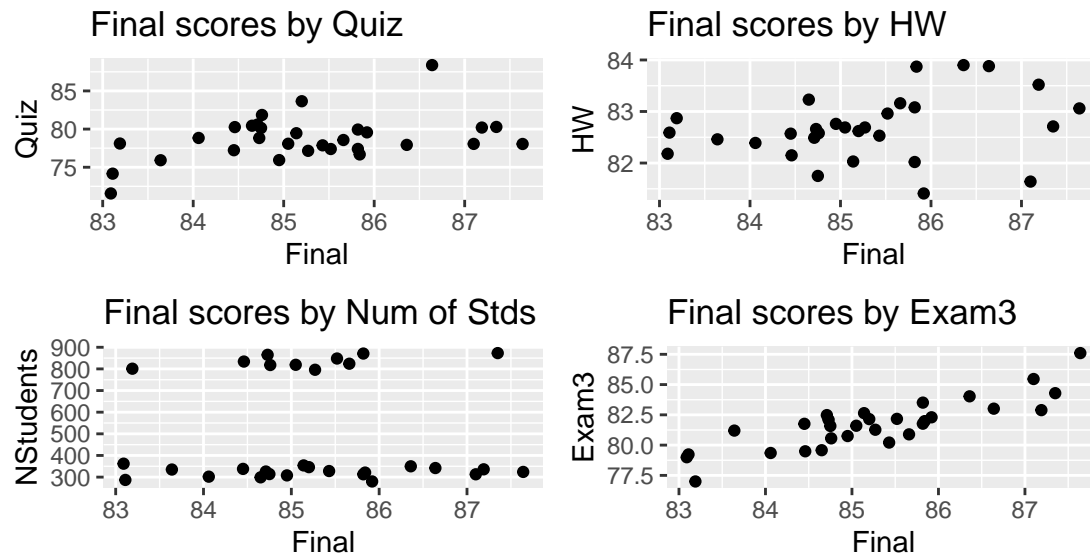 Final scores by Quiz
85
80
75
Quiz
83 84 85 86 87
Final
Final scores by HW
84
83
82
HW
83 84 85 86 87
Final
Final scores by Num of Stds
900
800
700
600
500
400
300
NStudents
83 84 85 86 87
Final
Final scores by Exam3
87.5
85.0
82.5
80.0
77.5
Exam3
83 84 85 86 87
Final